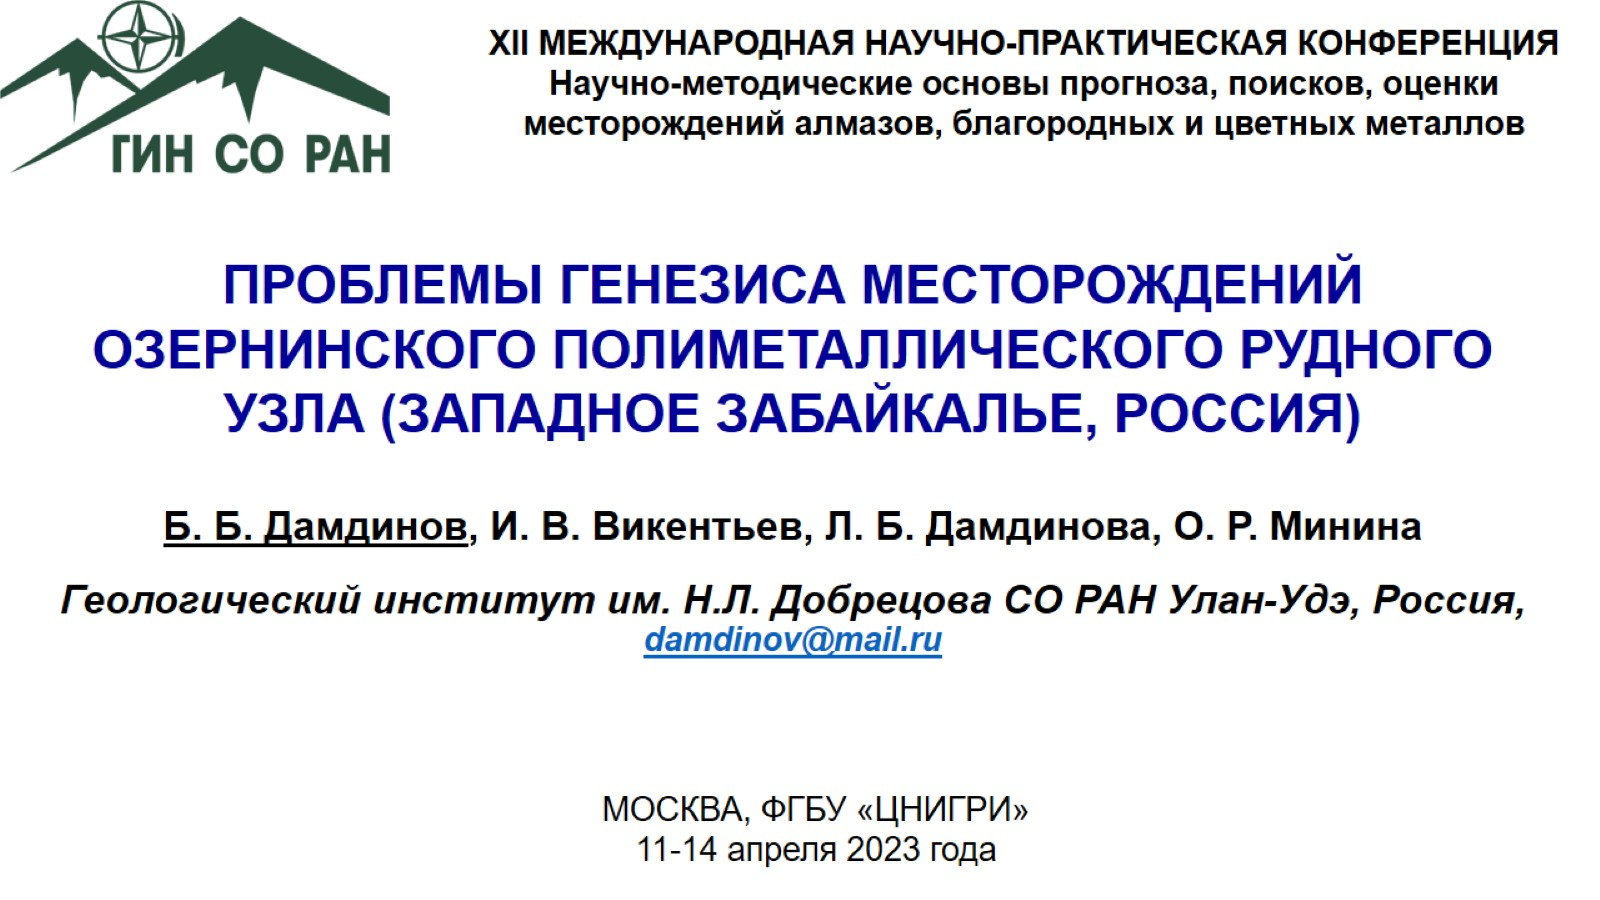 ГИН СО РАН
XII МЕЖДУНАРОДНАЯ НАУЧНО-ПРАКТИЧЕСКАЯ КОНФЕРЕНЦИЯ
Научно-методические основы прогноза, поисков, оценки
месторождений алмазов, благородных и цветных металлов
ПРОБЛЕМЫ ГЕНЕЗИСА МЕСТОРОЖДЕНИЙ
ОЗЕРНИНСКОГО ПОЛИМЕТАЛЛИЧЕСКОГО РУДНОГО
УЗЛА (ЗАПАДНОЕ ЗАБАЙКАЛЬЕ, РОССИЯ)
Б. Б. Дамдинов, И. В. Викентьев, Л. Б. Дамдинова, О. Р. Минина
Геологический институт им. Н.Л. Добрецова СО РАН Улан-Удэ, Россия,
damdinov@mail.ru
МОСКВА, ФГБУ «ЦНИГРИ»
11-14 апреля 2023 года